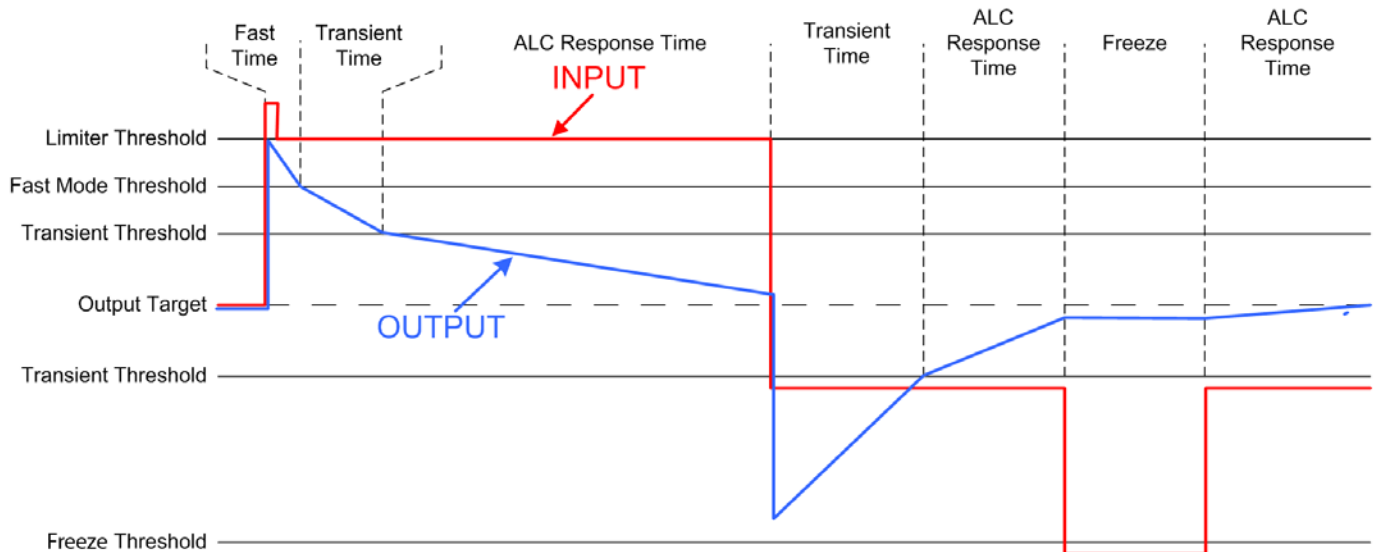 Fast
Time
Transient
Time
ALC Response Time
Transient
Time
ALC
Response
Time
Freeze
ALC
Response
Time
INPUT
Limiter Threshold
Fast Mode Threshold
Transient Threshold
Output Target
OUTPUT
Transient Threshold
Freeze Threshold